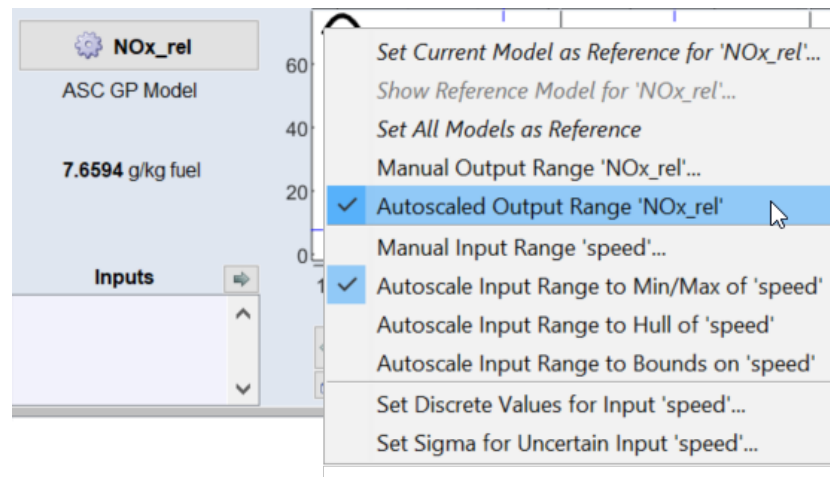 NOx_rel
ASC GP Model
7.6594 g/kg fuel
Inputs
60
40
20
0
1
Set Current Model as Reference for 'NOx_rel'...
Show Reference Model for 'NOx_rel'...
Set All Models as Reference
Manual Output Range 'NOx_rel'...
Autoscaled Output Range 'NOx_rel'
Manual Input Range 'speed'...
Autoscale Input Range to Min/Max of 'speed'
Autoscale Input Range to Hull of 'speed'
Autoscale Input Range to Bounds on 'speed'
Set Discrete Values for Input 'speed'...
Set Sigma for Uncertain Input 'speed'...